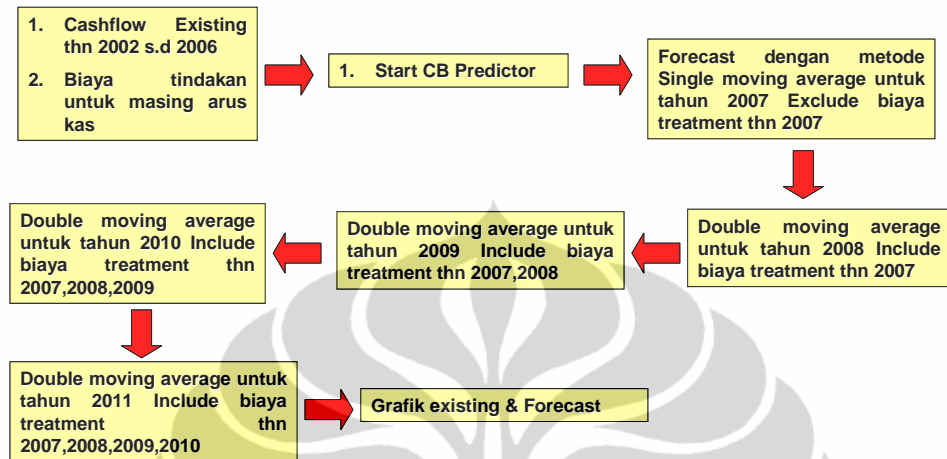 1. Cashflow Existing
thn 2002 s.d 2006
2. Biaya tindakan
untuk masing arus
kas
1. Start CB Predictor
Forecast dengan metode
Single moving average untuk
tahun 2007 Exclude biaya
treatment thn 2007
Double moving average
untuk tahun 2008 Include
biaya treatment thn 2007
Double moving average untuk
tahun 2009 Include biaya
treatment thn 2007,2008
Double moving average
untuk tahun 2010 Include
biaya treatment thn
2007,2008,2009
Double moving average untuk
tahun 2011 Include biaya
treatment thn
2007,2008,2009,2010
Grafik existing & Forecast